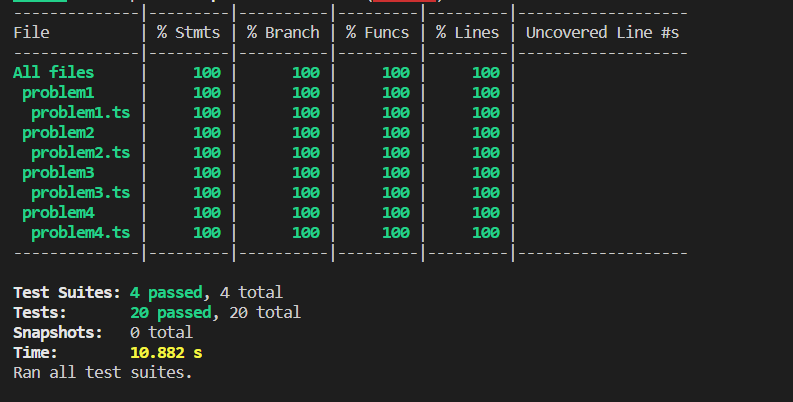 --------------|---------|----------|---------|---------|-------------------
File          | % Stmts | % Branch | % Funcs | % Lines | Uncovered Line #s
--------------|---------|----------|---------|---------|-------------------
All files     |     100 |      100 |     100 |     100 |
 problem1     |     100 |      100 |     100 |     100 |
  problem1.ts |     100 |      100 |     100 |     100 |
 problem2     |     100 |      100 |     100 |     100 |
  problem2.ts |     100 |      100 |     100 |     100 |
 problem3     |     100 |      100 |     100 |     100 |
  problem3.ts |     100 |      100 |     100 |     100 |
 problem4     |     100 |      100 |     100 |     100 |
  problem4.ts |     100 |      100 |     100 |     100 |
--------------|---------|----------|---------|---------|-------------------
Test Suites: 4 passed, 4 total
Tests:       20 passed, 20 total
Snapshots:   0 total
Time:        10.882 s
Ran all test suites.